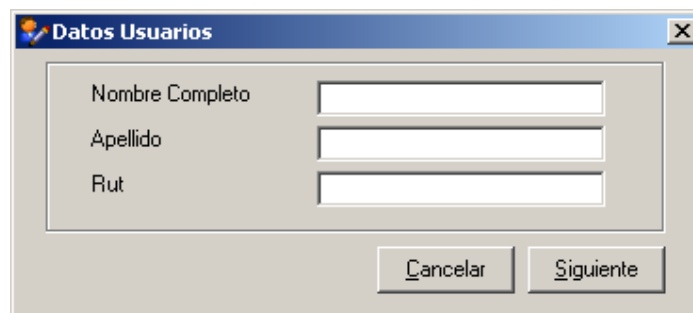 Datos Usuarios
Nombre Completo
Apellido
Rut
Cancelar Siguiente